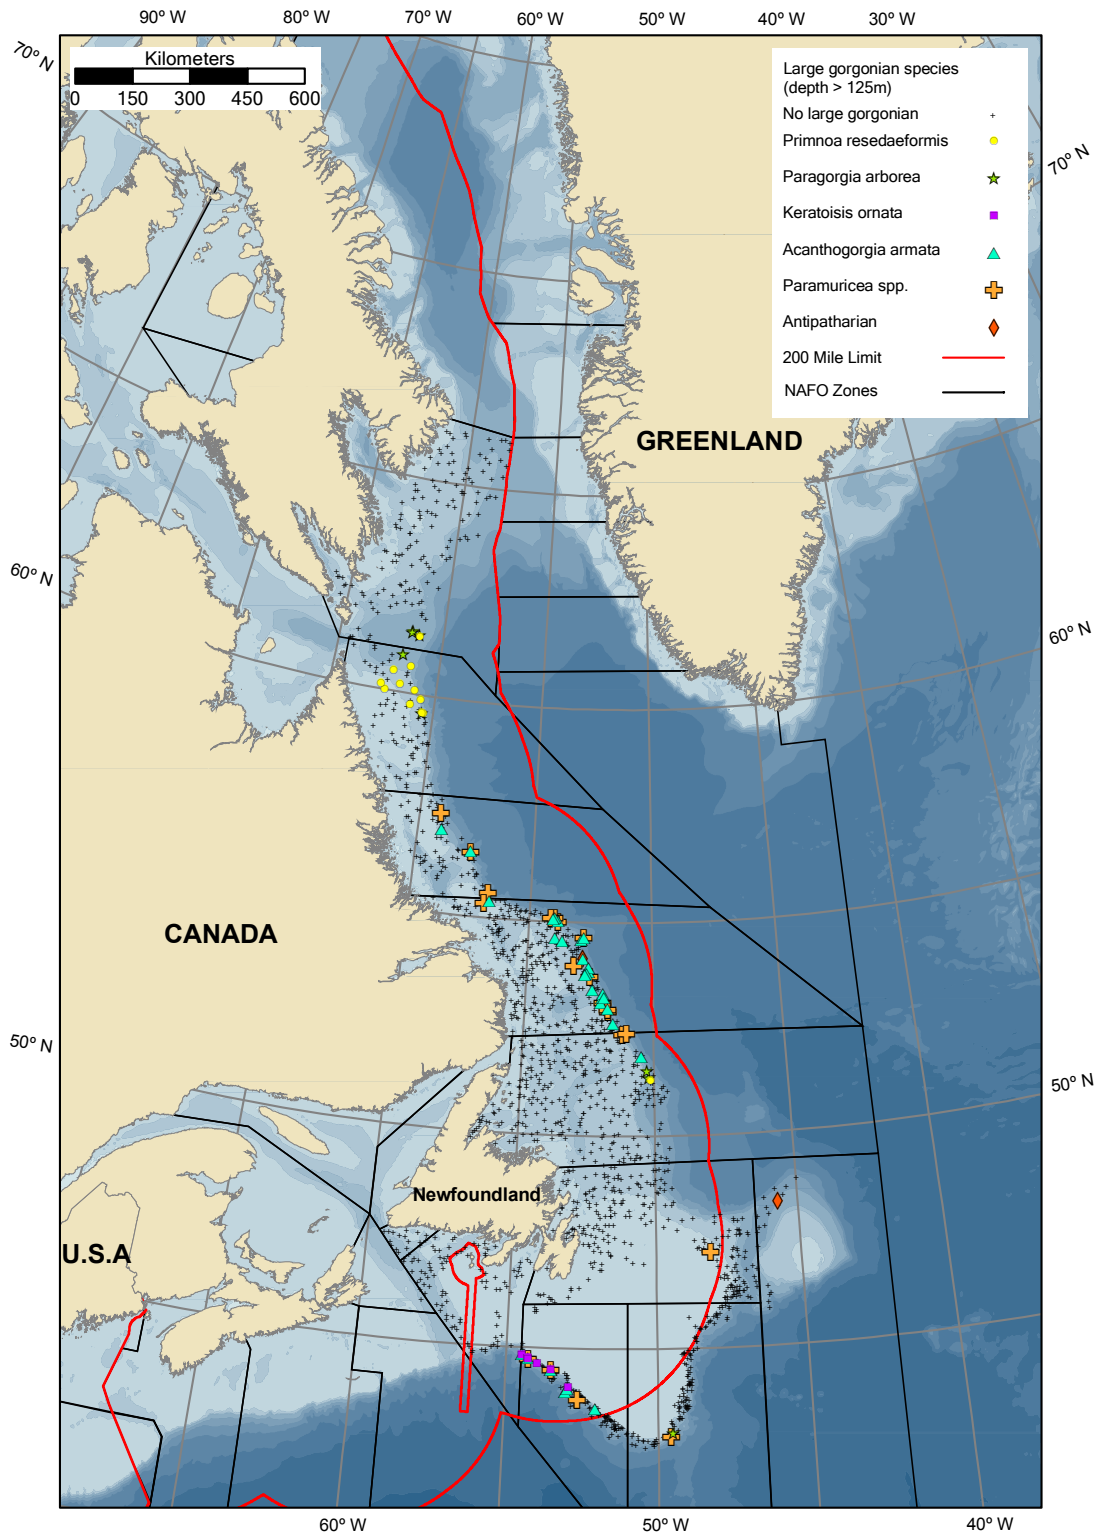 90° W
80° W
70° W
60° W
50° W
40° W
30° W
70° N
Kilometers
0 150 300 450 600
Large gorgonian species
(depth > 125m)
No large gorgonian
Primnoa resedaeformis
Paragorgia arborea
Keratoisis ornata
Acanthogorgia armata
Paramuricea spp.
Antipatharian
200 Mile Limit
NAFO Zones
70° N
GREENLAND
60° N
60° N
CANADA
50° N
50° N
Newfoundland
U.S.A
60° W
50° W
40° W